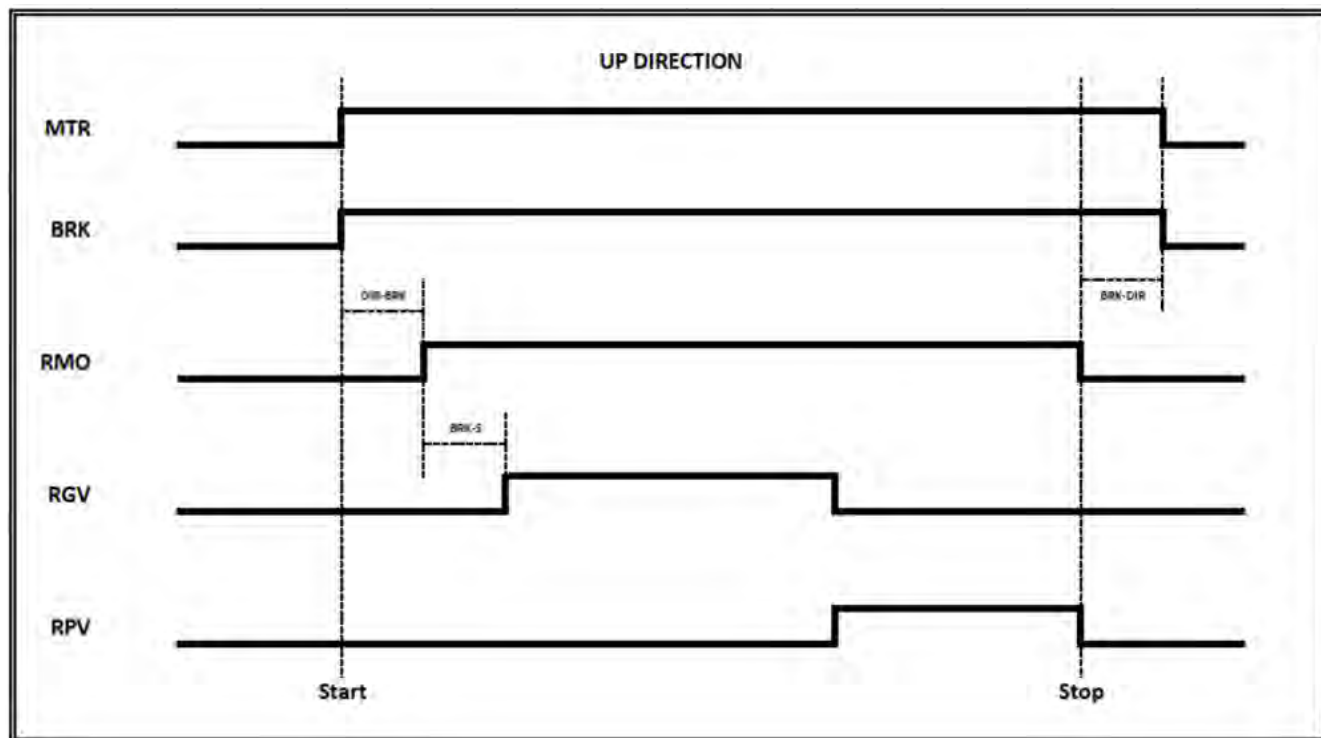 UP DIRECTION
MTR
BRK
DIR-BRK
BRK-DIR
RMO
BRK-S
RGV
RPV
Start
Stop